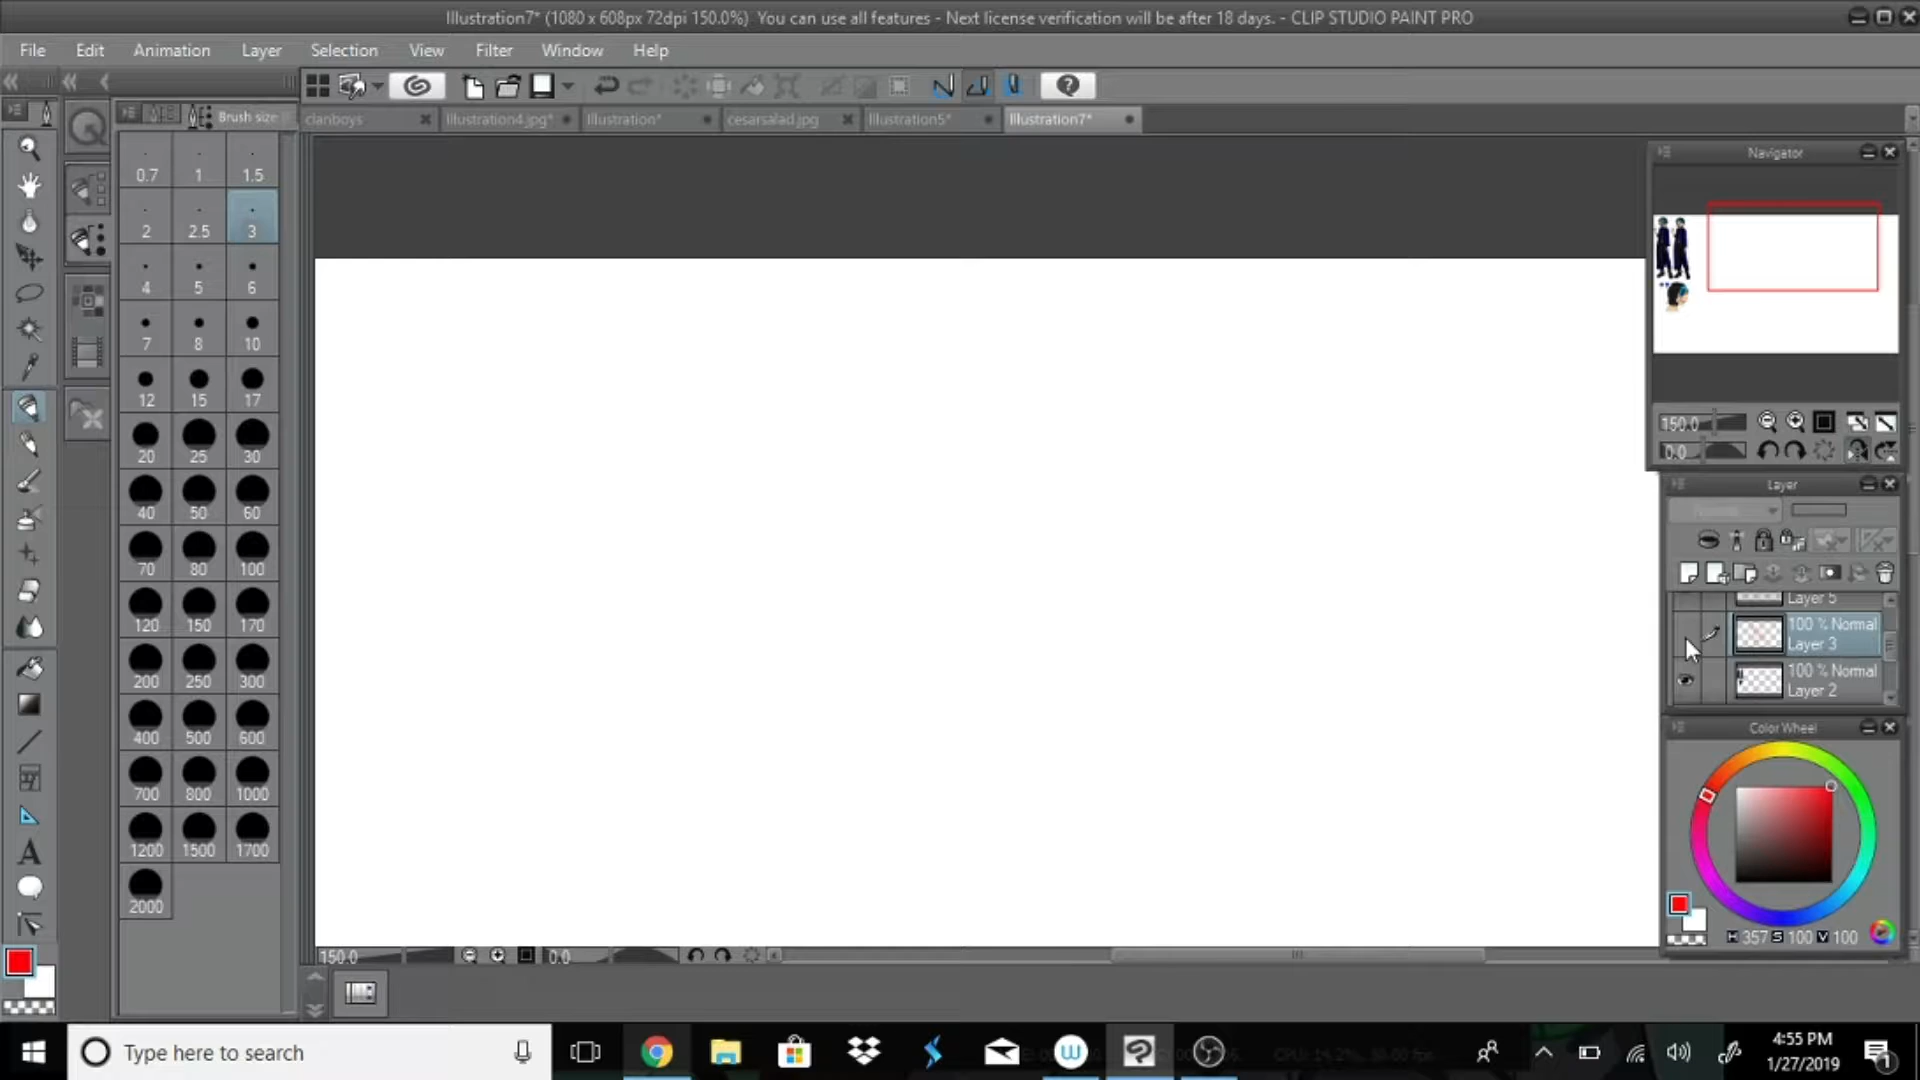 Illustration7* (1080 x 608px 72dpi 150.0%) You can use all features - Next license verification will be after 18 days. - CLIP STUDIO PAINT PRO
File Edit Animation Layer Selection View Filter Window Help
Brush size
clanboys Illustration4.jpg* Illustration* cesarsalad.jpg Illustration5* Illustration7*
Navigator
0.7 1 1.5
2 2.5 3
4 5 6
7 8 10
12 15 17
20 25 30
40 50 60
70 80 100
120 150 170
200 250 300
400 500 600
700 800 1000
1200 1500 1700
2000
150.0
0.0
Layer
Layer 5
100 % Normal
Layer 3
100 % Normal
Layer 2
Color Wheel
H 357 S 100 V 100
150.0 0.0
Type here to search
4:55 PM
1/27/2019
1